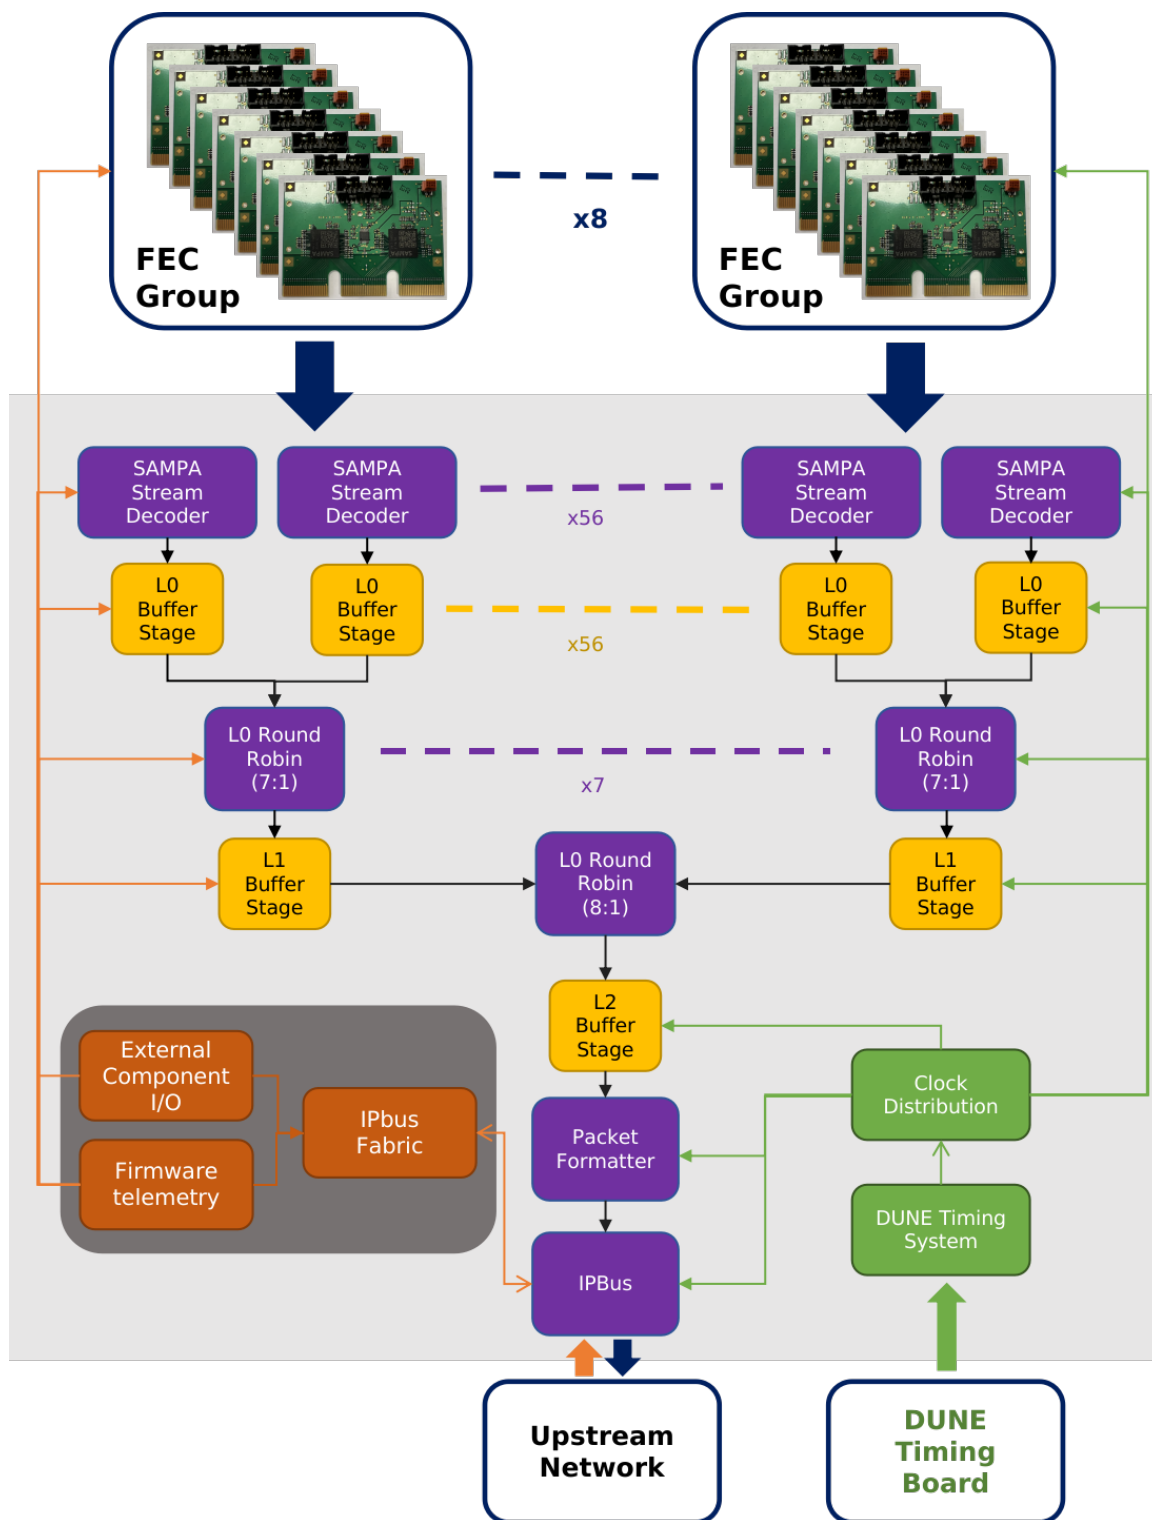 FEC
Group
x8
FEC
Group
SAMPA
Stream
Decoder
SAMPA
Stream
Decoder
x56
SAMPA
Stream
Decoder
SAMPA
Stream
Decoder
L0
Buffer
Stage
L0
Buffer
Stage
x56
L0
Buffer
Stage
L0
Buffer
Stage
L0 Round
Robin
(7:1)
x7
L0 Round
Robin
(7:1)
L1
Buffer
Stage
L0 Round
Robin
(8:1)
L1
Buffer
Stage
L2
Buffer
Stage
External
Component
I/O
IPbus
Fabric
Firmware
telemetry
Packet
Formatter
Clock
Distribution
DUNE Timing
System
IPBus
Upstream
Network
DUNE
Timing
Board